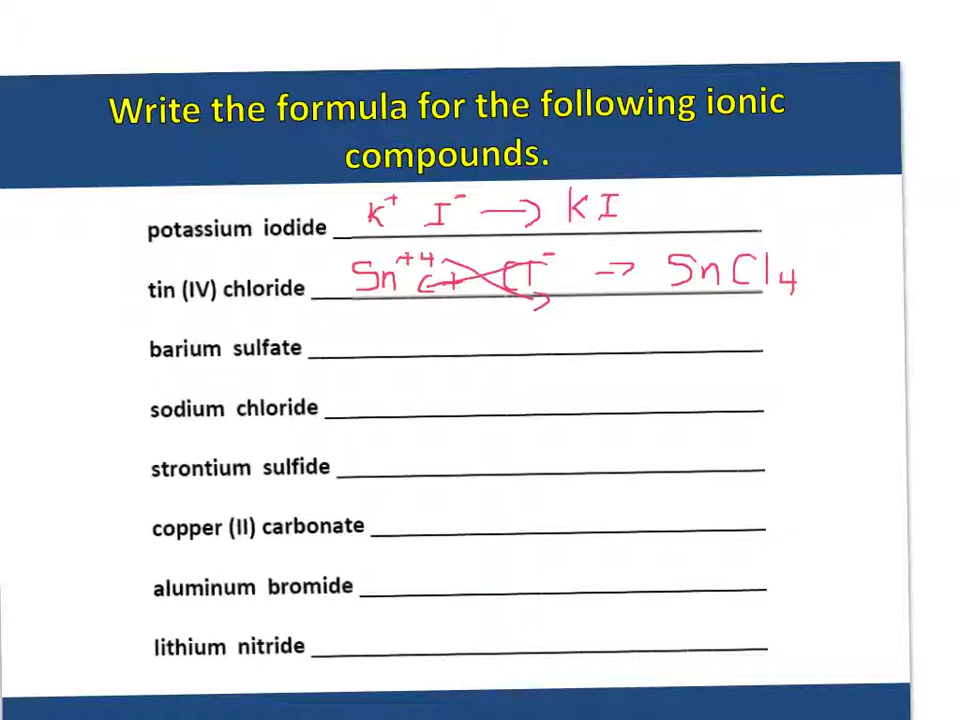 Write the formula for the following ionic
compounds.
potassium iodide K⁺ I⁻ → KI
tin (IV) chloride Sn⁺⁴ Cl⁻ → SnCl₄
barium sulfate
sodium chloride
strontium sulfide
copper (II) carbonate
aluminum bromide
lithium nitride